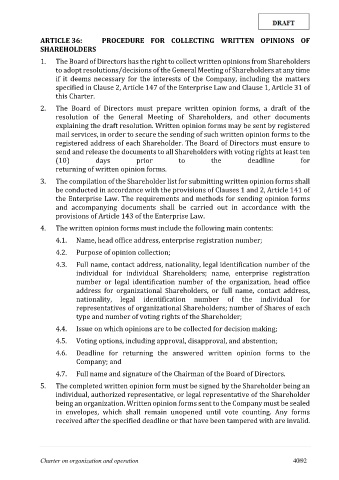 DRAFT
ARTICLE 36: PROCEDURE FOR COLLECTING WRITTEN OPINIONS OF
SHAREHOLDERS
1. The Board of Directors has the right to collect written opinions from Shareholders
to adopt resolutions/decisions of the General Meeting of Shareholders at any time
if it deems necessary for the interests of the Company, including the matters
specified in Clause 2, Article 147 of the Enterprise Law and Clause 1, Article 31 of
this Charter.
2. The Board of Directors must prepare written opinion forms, a draft of the
resolution of the General Meeting of Shareholders, and other documents
explaining the draft resolution. Written opinion forms may be sent by registered
mail services, in order to secure the sending of such written opinion forms to the
registered address of each Shareholder. The Board of Directors must ensure to
send and release the documents to all Shareholders with voting rights at least ten
(10) days prior to the deadline for
returning of written opinion forms.
3. The compilation of the Shareholder list for submitting written opinion forms shall
be conducted in accordance with the provisions of Clauses 1 and 2, Article 141 of
the Enterprise Law. The requirements and methods for sending opinion forms
and accompanying documents shall be carried out in accordance with the
provisions of Article 143 of the Enterprise Law.
4. The written opinion forms must include the following main contents:
4.1. Name, head office address, enterprise registration number;
4.2. Purpose of opinion collection;
4.3. Full name, contact address, nationality, legal identification number of the
individual for individual Shareholders; name, enterprise registration
number or legal identification number of the organization, head office
address for organizational Shareholders, or full name, contact address,
nationality, legal identification number of the individual for
representatives of organizational Shareholders; number of Shares of each
type and number of voting rights of the Shareholder;
4.4. Issue on which opinions are to be collected for decision making;
4.5. Voting options, including approval, disapproval, and abstention;
4.6. Deadline for returning the answered written opinion forms to the
Company; and
4.7. Full name and signature of the Chairman of the Board of Directors.
5. The completed written opinion form must be signed by the Shareholder being an
individual, authorized representative, or legal representative of the Shareholder
being an organization. Written opinion forms sent to the Company must be sealed
in envelopes, which shall remain unopened until vote counting. Any forms
received after the specified deadline or that have been tampered with are invalid.
Charter on organization and operation 40/92